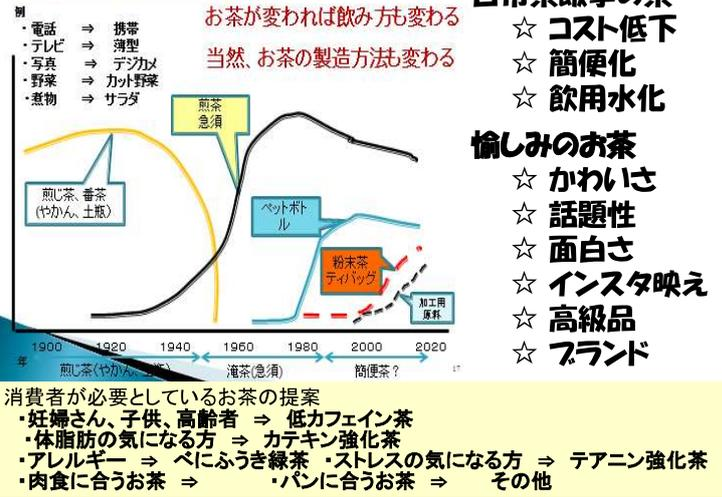 お茶が変われば飲み方も変わる
当然、お茶の製造方法も変わる
例
・電話 ⇒ 携帯
・テレビ ⇒ 薄型
・写真 ⇒ デジカメ
・野菜 ⇒ カット野菜
・煮物 ⇒ サラダ
煎茶
急須
煎じ茶、番茶
(やかん、土瓶)
ペットボト
ル
粉末茶
ティバッグ
加工用
原料
1900 1920 1940 1960 1980 2000 2020
年
煎じ茶(やかん、土瓶) 滝茶(急須) 簡便茶?
17
☆ コスト低下
☆ 簡便化
☆ 飲用水化
愉しみのお茶
☆ かわいさ
☆ 話題性
☆ 面白さ
☆ インスタ映え
☆ 高級品
☆ ブランド
消費者が必要としているお茶の提案
・妊婦さん、子供、高齢者 ⇒ 低カフェイン茶
・体脂肪の気になる方 ⇒ カテキン強化茶
・アレルギー ⇒ べにふうき緑茶 ・ストレスの気になる方 ⇒ テアニン強化茶
・肉食に合うお茶 ⇒ ・パンに合うお茶 ⇒ その他